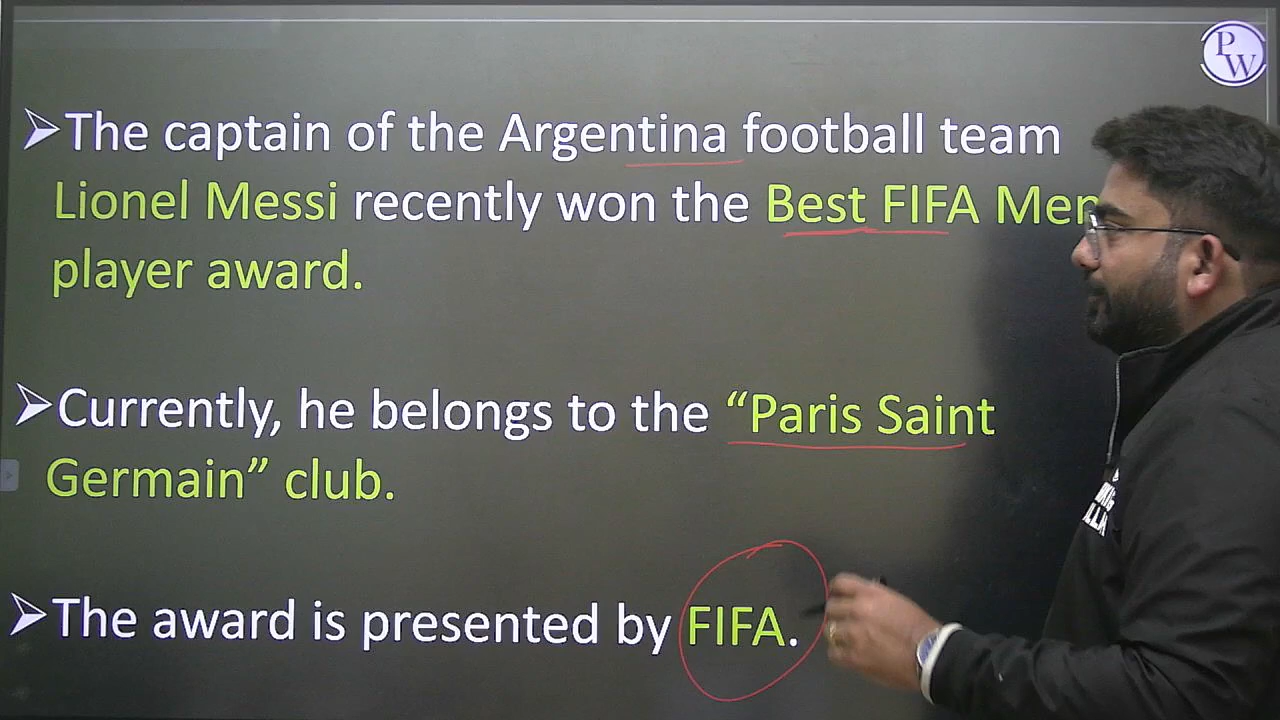 PW
➢The captain of the Argentina football team
Lionel Messi recently won the Best FIFA Men
player award.
➢Currently, he belongs to the “Paris Saint
Germain” club.
➢The award is presented by FIFA.